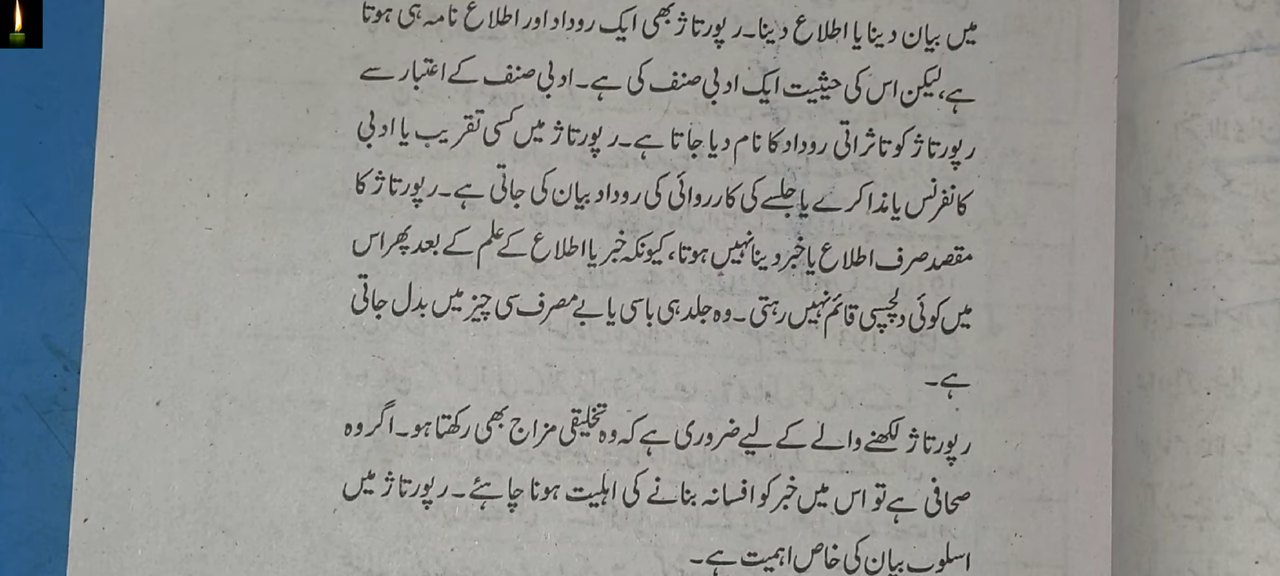 میں بیان دینا یا اطلاع دینا۔ رپورتاژ بھی ایک روداد اور اطلاع نامہ ہی ہوتا
ہے، لیکن اس کی حیثیت ایک ادبی صنف کی ہے۔ ادبی صنف کے اعتبار سے
رپورتاژ کو تاثراتی روداد کا نام دیا جاتا ہے۔ رپورتاژ میں کسی تقریب یا ادبی
کانفرنس یا مذاکرے یا جلسے کی کارروائی کی روداد بیان کی جاتی ہے۔ رپورتاژ کا
مقصد صرف اطلاع یا خبر دینا نہیں ہوتا، کیونکہ خبر یا اطلاع کے علم کے بعد پھر اس
میں کوئی دلچسپی قائم نہیں رہتی۔ وہ جلد ہی باسی یا بے مصرف سی چیز میں بدل جاتی
ہے۔
رپورتاژ لکھنے والے کے لیے ضروری ہے کہ وہ تخلیقی مزاج بھی رکھتا ہو۔ اگر وہ
صحافی ہے تو اس میں خبر کو افسانہ بنانے کی اہلیت ہونا چاہئے۔ رپورتاژ میں
اسلوب بیان کی خاص اہمیت ہے۔